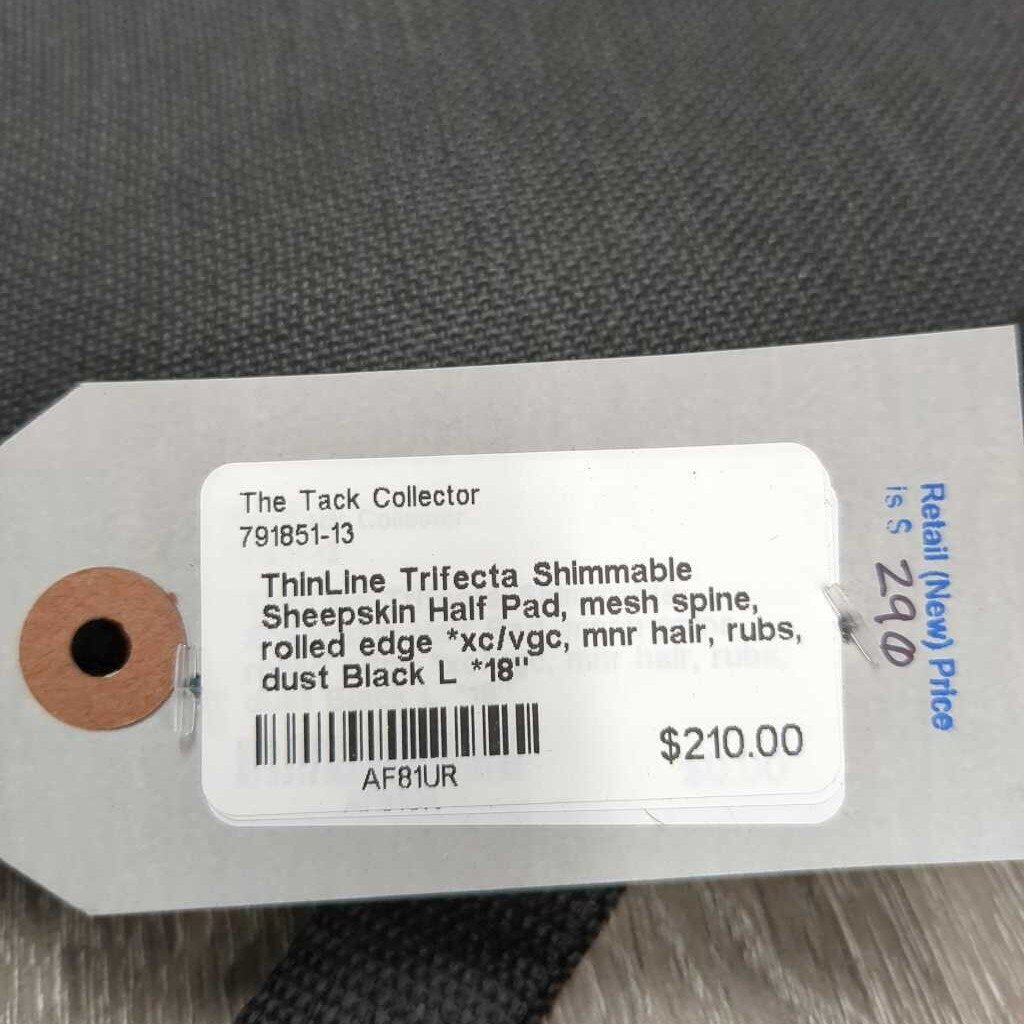 The Tack Collector
791851-13
ThinLine Trifecta Shimmable
Sheepskin Half Pad, mesh spine,
rolled edge *xc/vgc, mnr hair, rubs,
dust Black L *18"
AF81UR
$210.00
Retail (New) Price
is $ 290